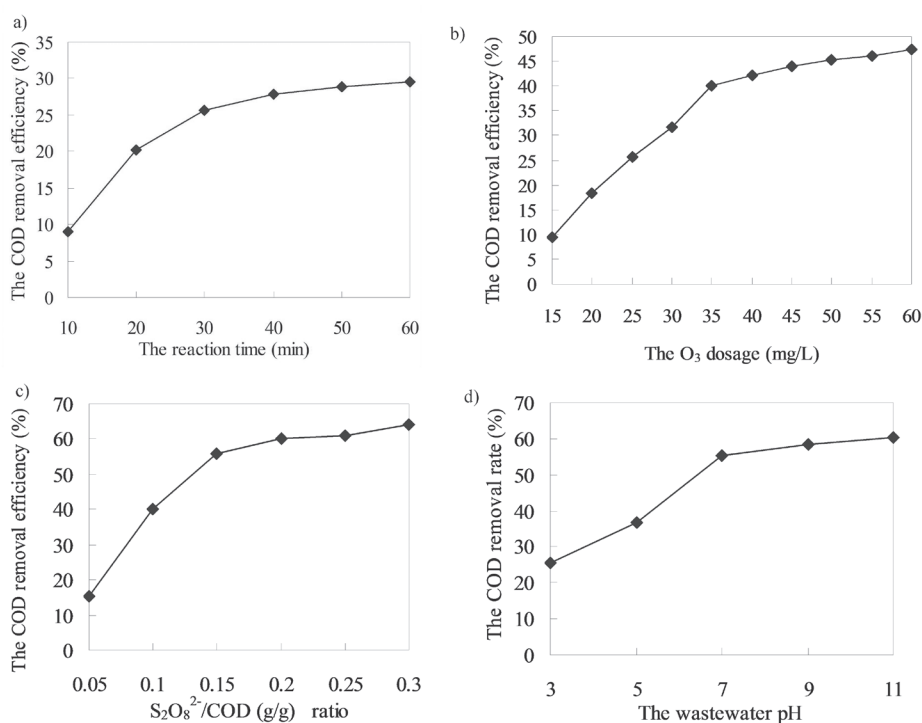 a)
The COD removal efficiency (%)
35
30
25
20
15
10
5
0
10 20 30 40 50 60
The reaction time (min)
b)
The COD removal efficiency (%)
50
45
40
35
30
25
20
15
10
5
0
15 20 25 30 35 40 45 50 55 60
The O₃ dosage (mg/L)
c)
The COD removal efficiency (%)
70
60
50
40
30
20
10
0
0.05 0.1 0.15 0.2 0.25 0.3
S₂O₈²⁻/COD (g/g) ratio
d)
The COD removal rate (%)
70
60
50
40
30
20
10
0
3 5 7 9 11
The wastewater pH